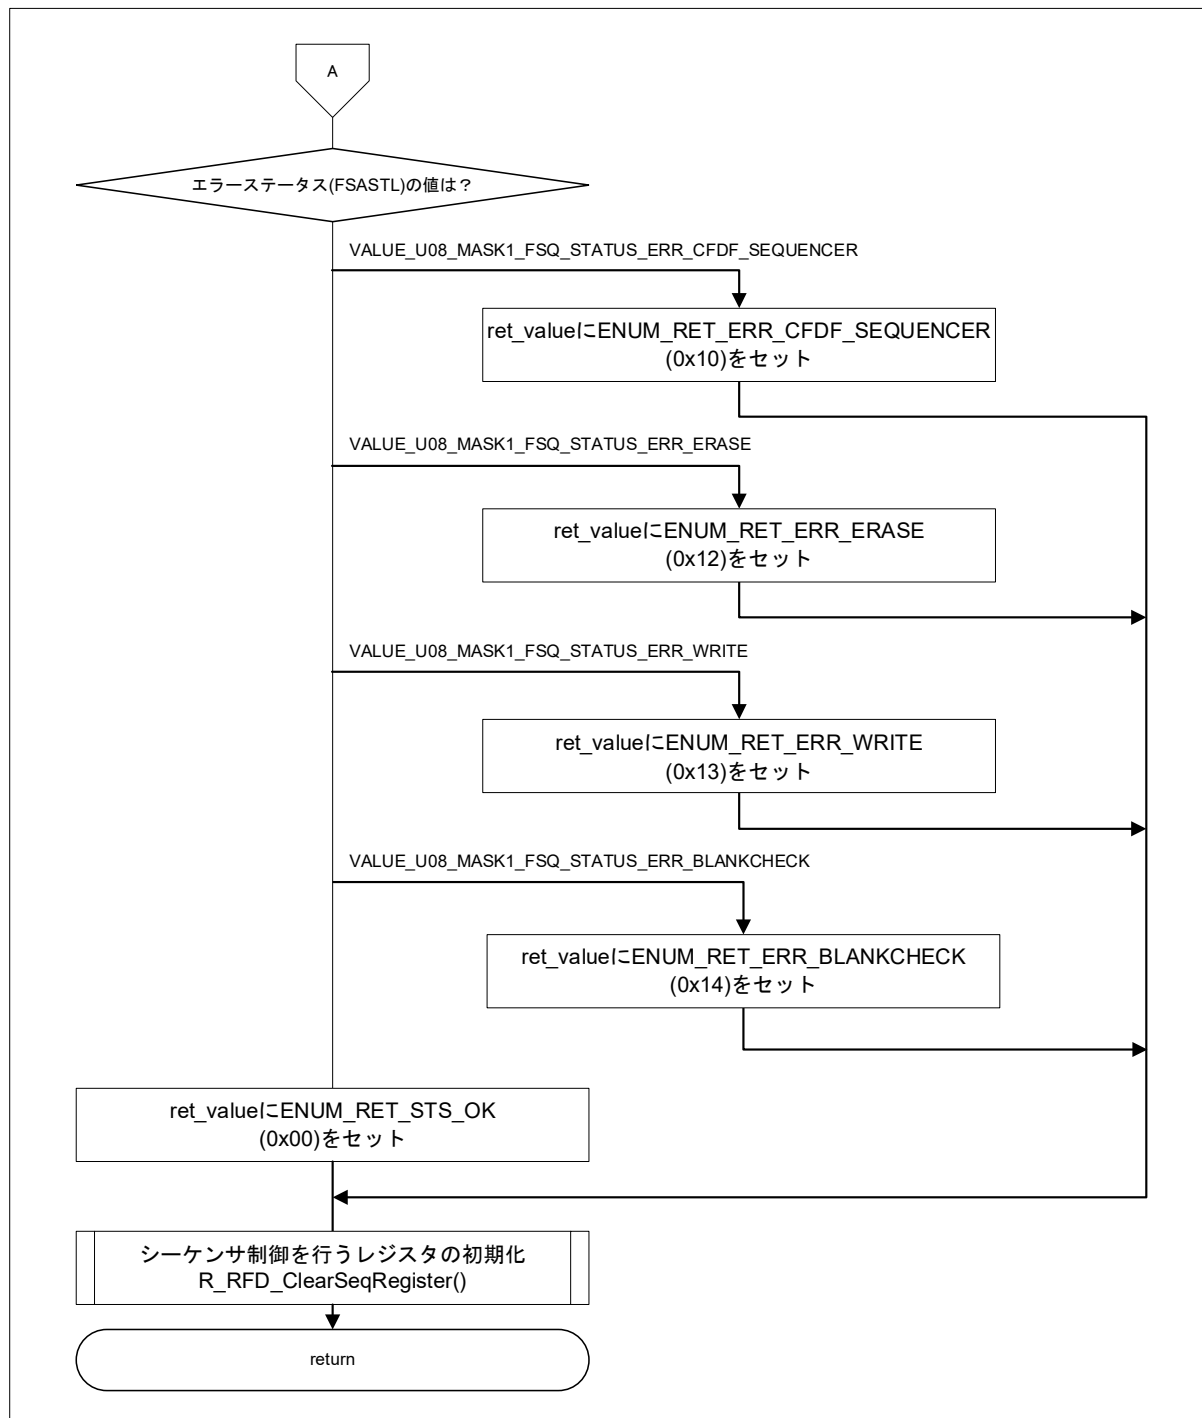 A
エラーステータス(FSASTL)の値は？
VALUE_U08_MASK1_FSQ_STATUS_ERR_CFDF_SEQUENCER
ret_valueにENUM_RET_ERR_CFDF_SEQUENCER
(0x10)をセット
VALUE_U08_MASK1_FSQ_STATUS_ERR_ERASE
ret_valueにENUM_RET_ERR_ERASE
(0x12)をセット
VALUE_U08_MASK1_FSQ_STATUS_ERR_WRITE
ret_valueにENUM_RET_ERR_WRITE
(0x13)をセット
VALUE_U08_MASK1_FSQ_STATUS_ERR_BLANKCHECK
ret_valueにENUM_RET_ERR_BLANKCHECK
(0x14)をセット
ret_valueにENUM_RET_STS_OK
(0x00)をセット
シーケンサ制御を行うレジスタの初期化
R_RFD_ClearSeqRegister()
return